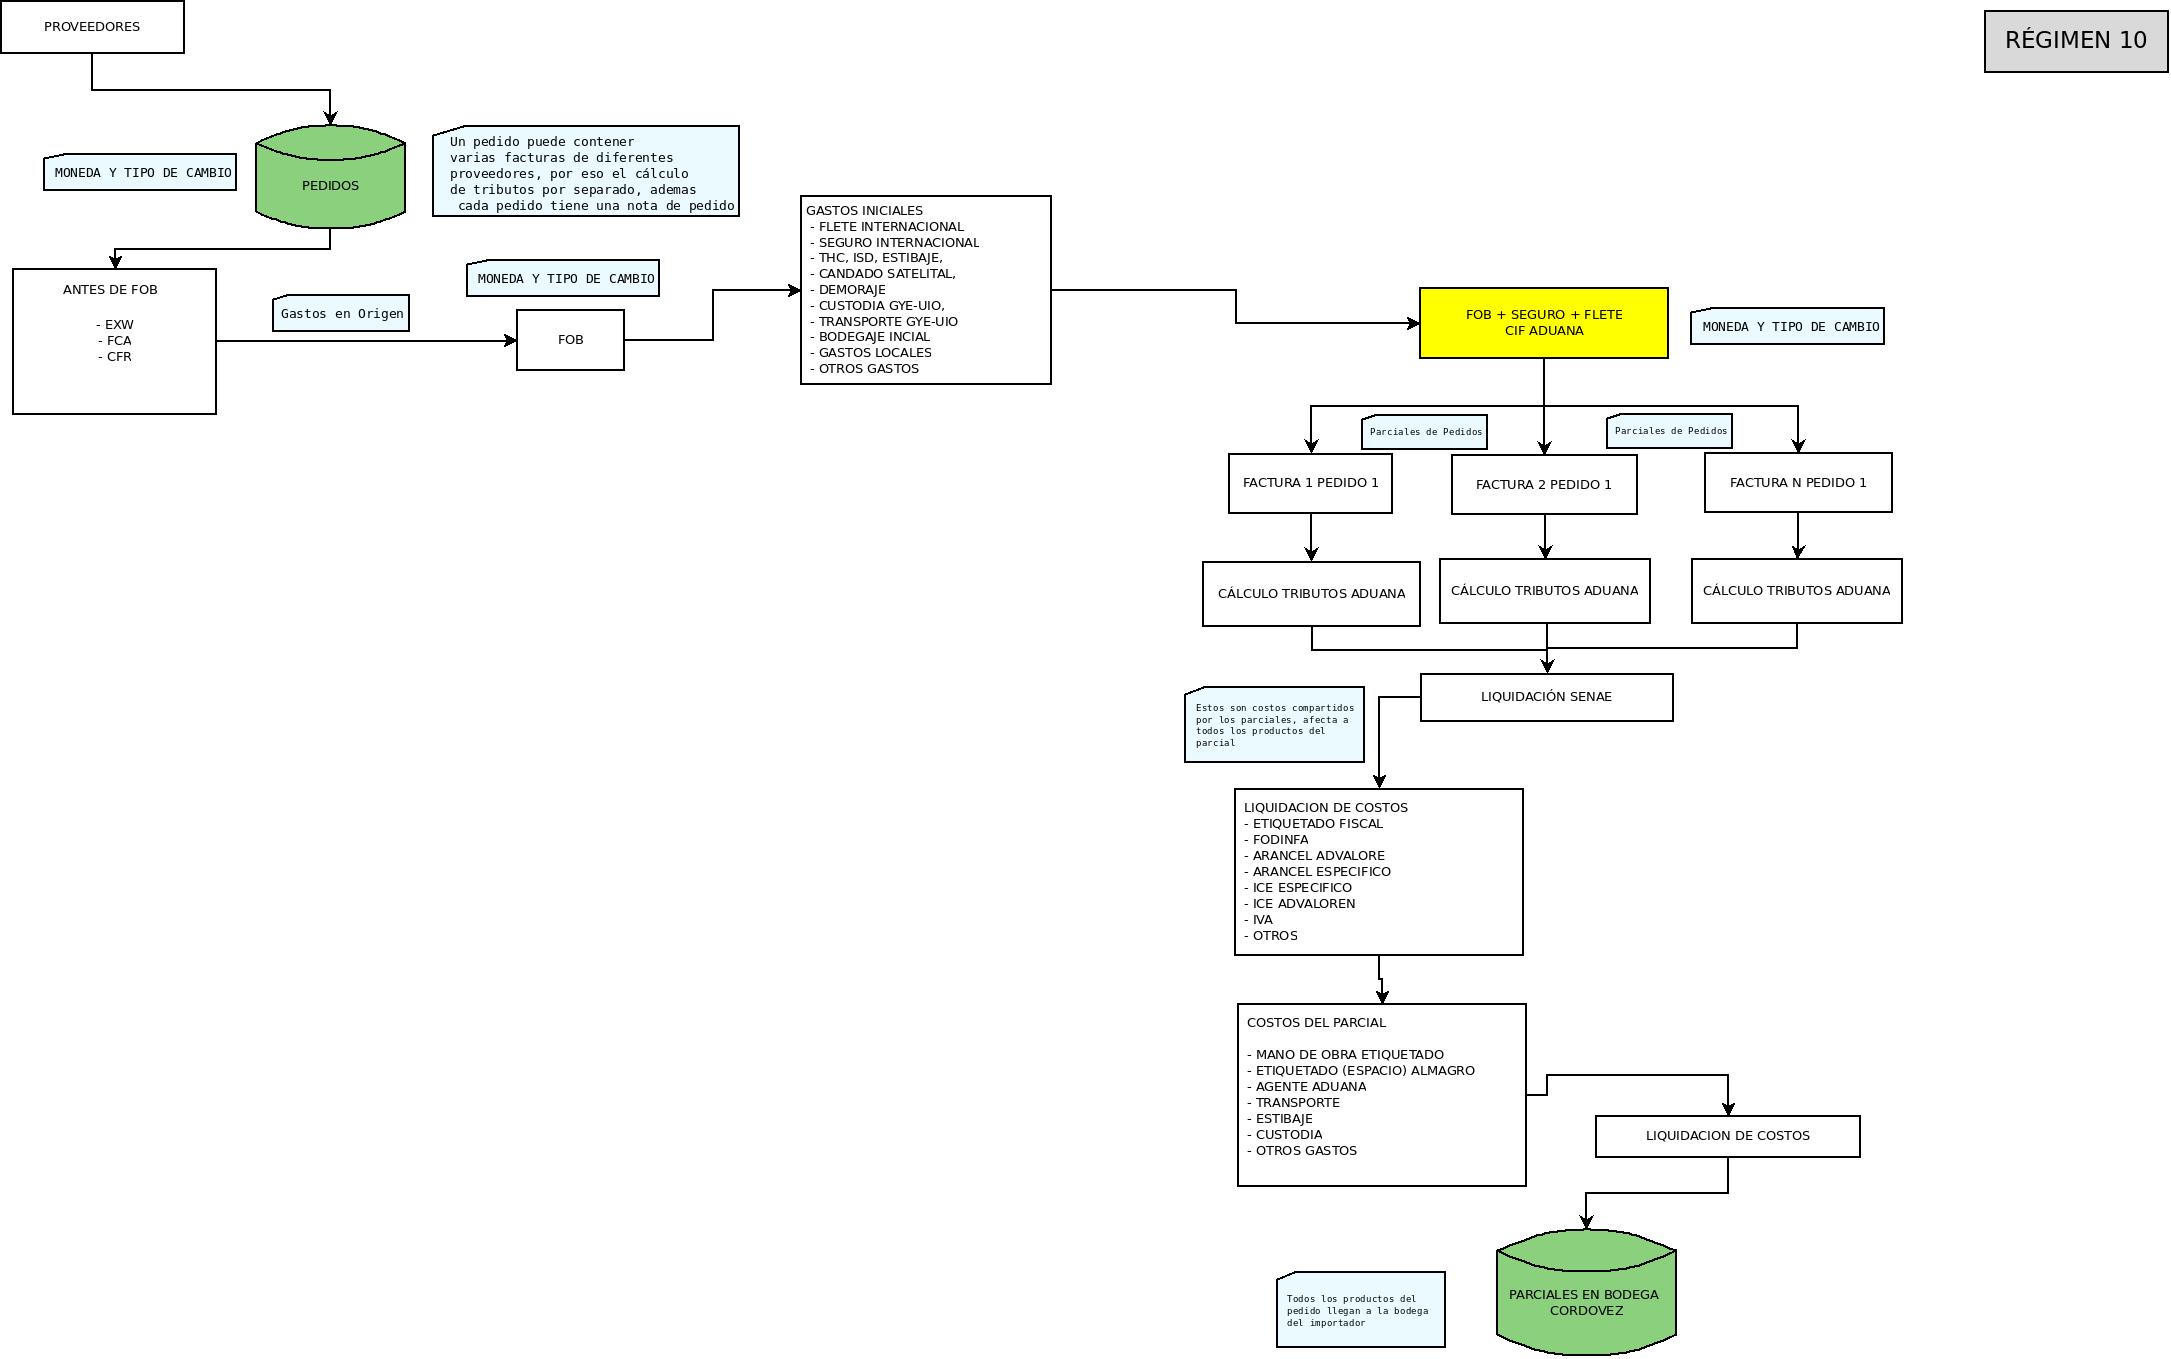 PROVEEDORES
RÉGIMEN 10
MONEDA Y TIPO DE CAMBIO
PEDIDOS
Un pedido puede contener
varias facturas de diferentes
proveedores, por eso el cálculo
de tributos por separado, ademas
cada pedido tiene una nota de pedido
ANTES DE FOB
- EXW
- FCA
- CFR
Gastos en Origen
MONEDA Y TIPO DE CAMBIO
FOB
GASTOS INICIALES
- FLETE INTERNACIONAL
- SEGURO INTERNACIONAL
- THC, ISD, ESTIBAJE,
- CANDADO SATELITAL,
- DEMORAJE
- CUSTODIA GYE-UIO,
- TRANSPORTE GYE-UIO
- BODEGAJE INCIAL
- GASTOS LOCALES
- OTROS GASTOS
FOB + SEGURO + FLETE
CIF ADUANA
MONEDA Y TIPO DE CAMBIO
Parciales de Pedidos
Parciales de Pedidos
FACTURA 1 PEDIDO 1
FACTURA 2 PEDIDO 1
FACTURA N PEDIDO 1
CÁLCULO TRIBUTOS ADUANA
CÁLCULO TRIBUTOS ADUANA
CÁLCULO TRIBUTOS ADUANA
LIQUIDACIÓN SENAE
Estos son costos compartidos
por los parciales, afecta a
todos los productos del
parcial
LIQUIDACION DE COSTOS
- ETIQUETADO FISCAL
- FODINFA
- ARANCEL ADVALORE
- ARANCEL ESPECIFICO
- ICE ESPECIFICO
- ICE ADVALOREN
- IVA
- OTROS
COSTOS DEL PARCIAL
- MANO DE OBRA ETIQUETADO
- ETIQUETADO (ESPACIO) ALMAGRO
- AGENTE ADUANA
- TRANSPORTE
- ESTIBAJE
- CUSTODIA
- OTROS GASTOS
LIQUIDACION DE COSTOS
PARCIALES EN BODEGA
CORDOVEZ
Todos los productos del
pedido llegan a la bodega
del importador